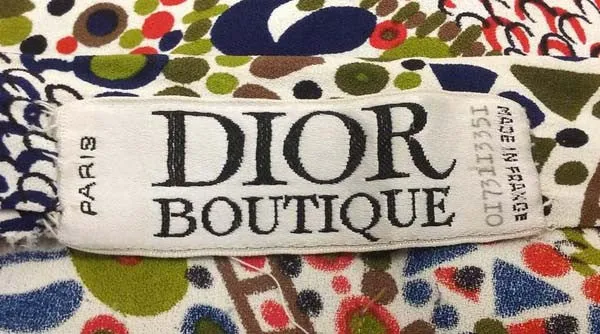 PARIS
DIOR
BOUTIQUE
0173113351
MADE IN FRANCE